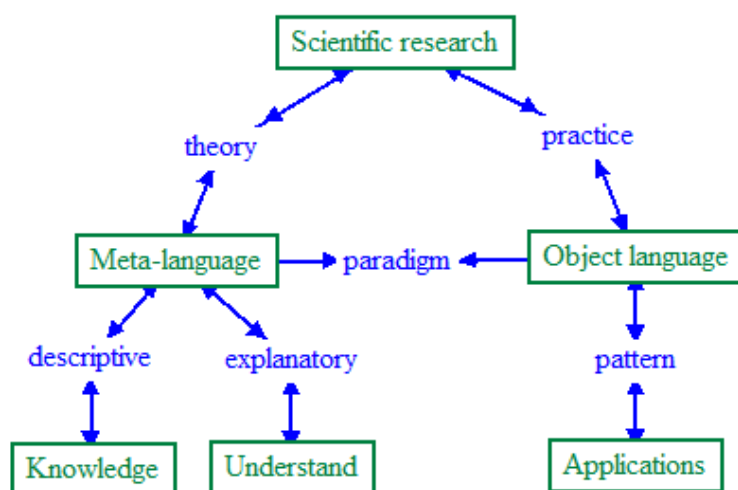 Scientific research
theory
practice
Meta-language
paradigm
Object language
descriptive
explanatory
pattern
Knowledge
Understand
Applications